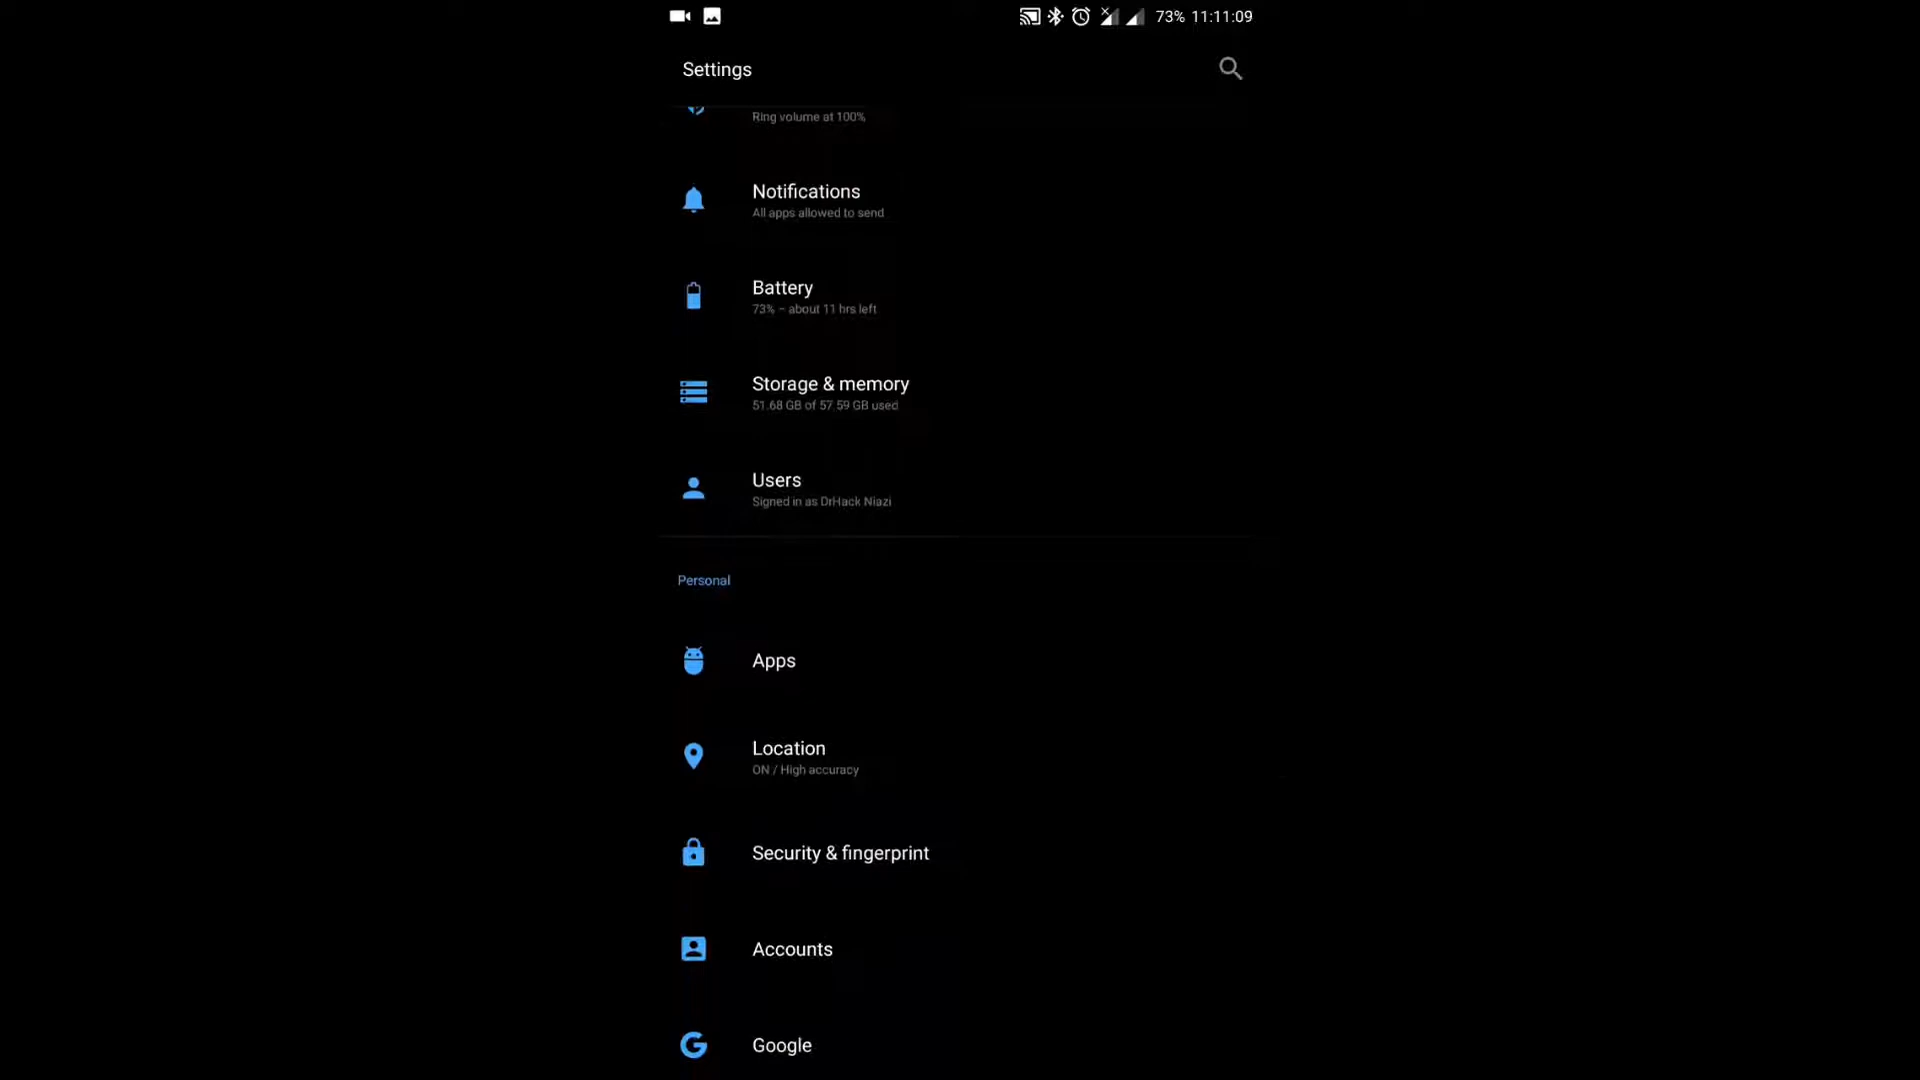 73% 11:11:09
Settings
Ring volume at 100%
Notifications
All apps allowed to send
Battery
73% – about 11 hrs left
Storage & memory
51.68 GB of 57.59 GB used
Users
Signed in as DrHack Niazi
Personal
Apps
Location
ON / High accuracy
Security & fingerprint
Accounts
Google